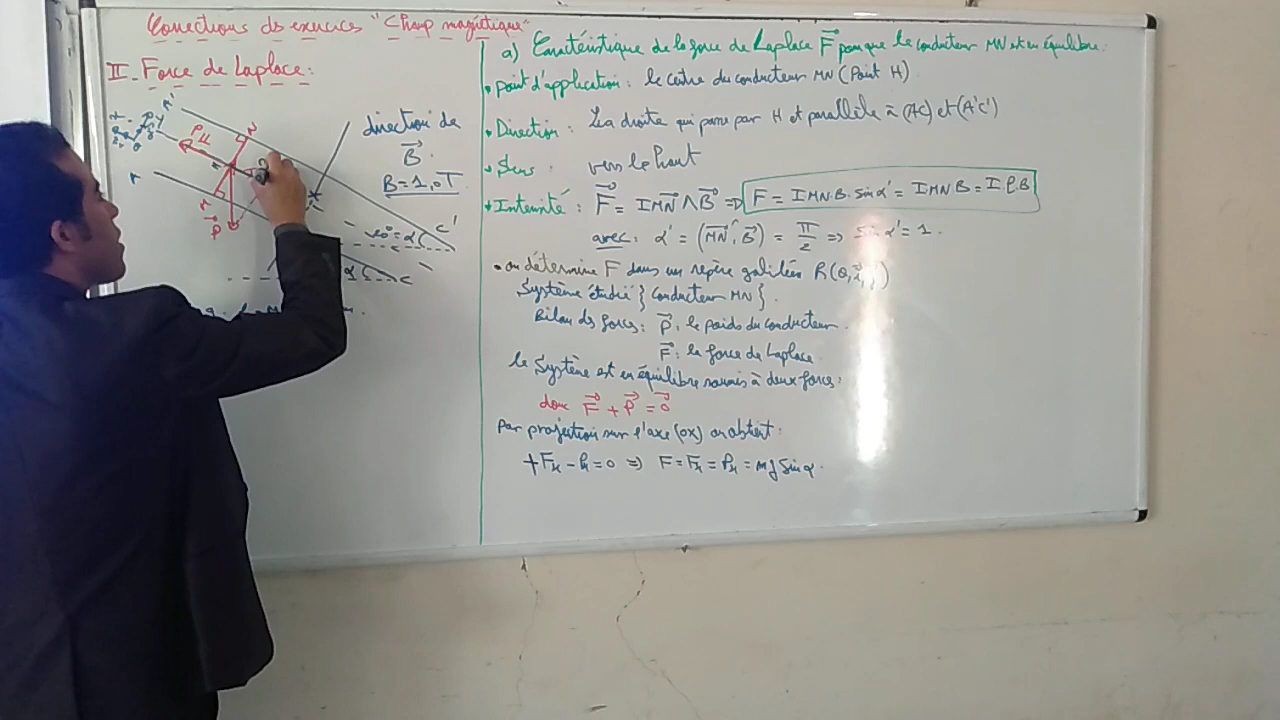 Corrections des exercices "Champ magnétique"
II - Force de Laplace :
A'
N
direction de
B
B = 1,0T
A
M
P
C'
10° = α
α
C
a) Caractéristique de la force de Laplace F pour que le conducteur MN est en équilibre.
• point d'application : le centre du conducteur MN (Point H)
• Direction : La droite qui passe par H et parallèle à (AC) et (A'C')
• Sens : vers le haut
• Intensité : F = I MN ∧ B => F = I MN.B. sin α' = I MN B = I ℓ.B
avec : α' = (MN, B) = π/2 => sin α' = 1.
• on détermine F dans un repère galiléen R(O, i, j)
Système étudié { conducteur MN }.
Bilan des forces : P : le poids du conducteur.
F : la force de Laplace
le Système est en équilibre soumis à deux forces :
donc F + P = 0
Par projection sur l'axe (ox) on obtient :
+Fx - Px = 0 => F = Fx = Px = mg sin α.